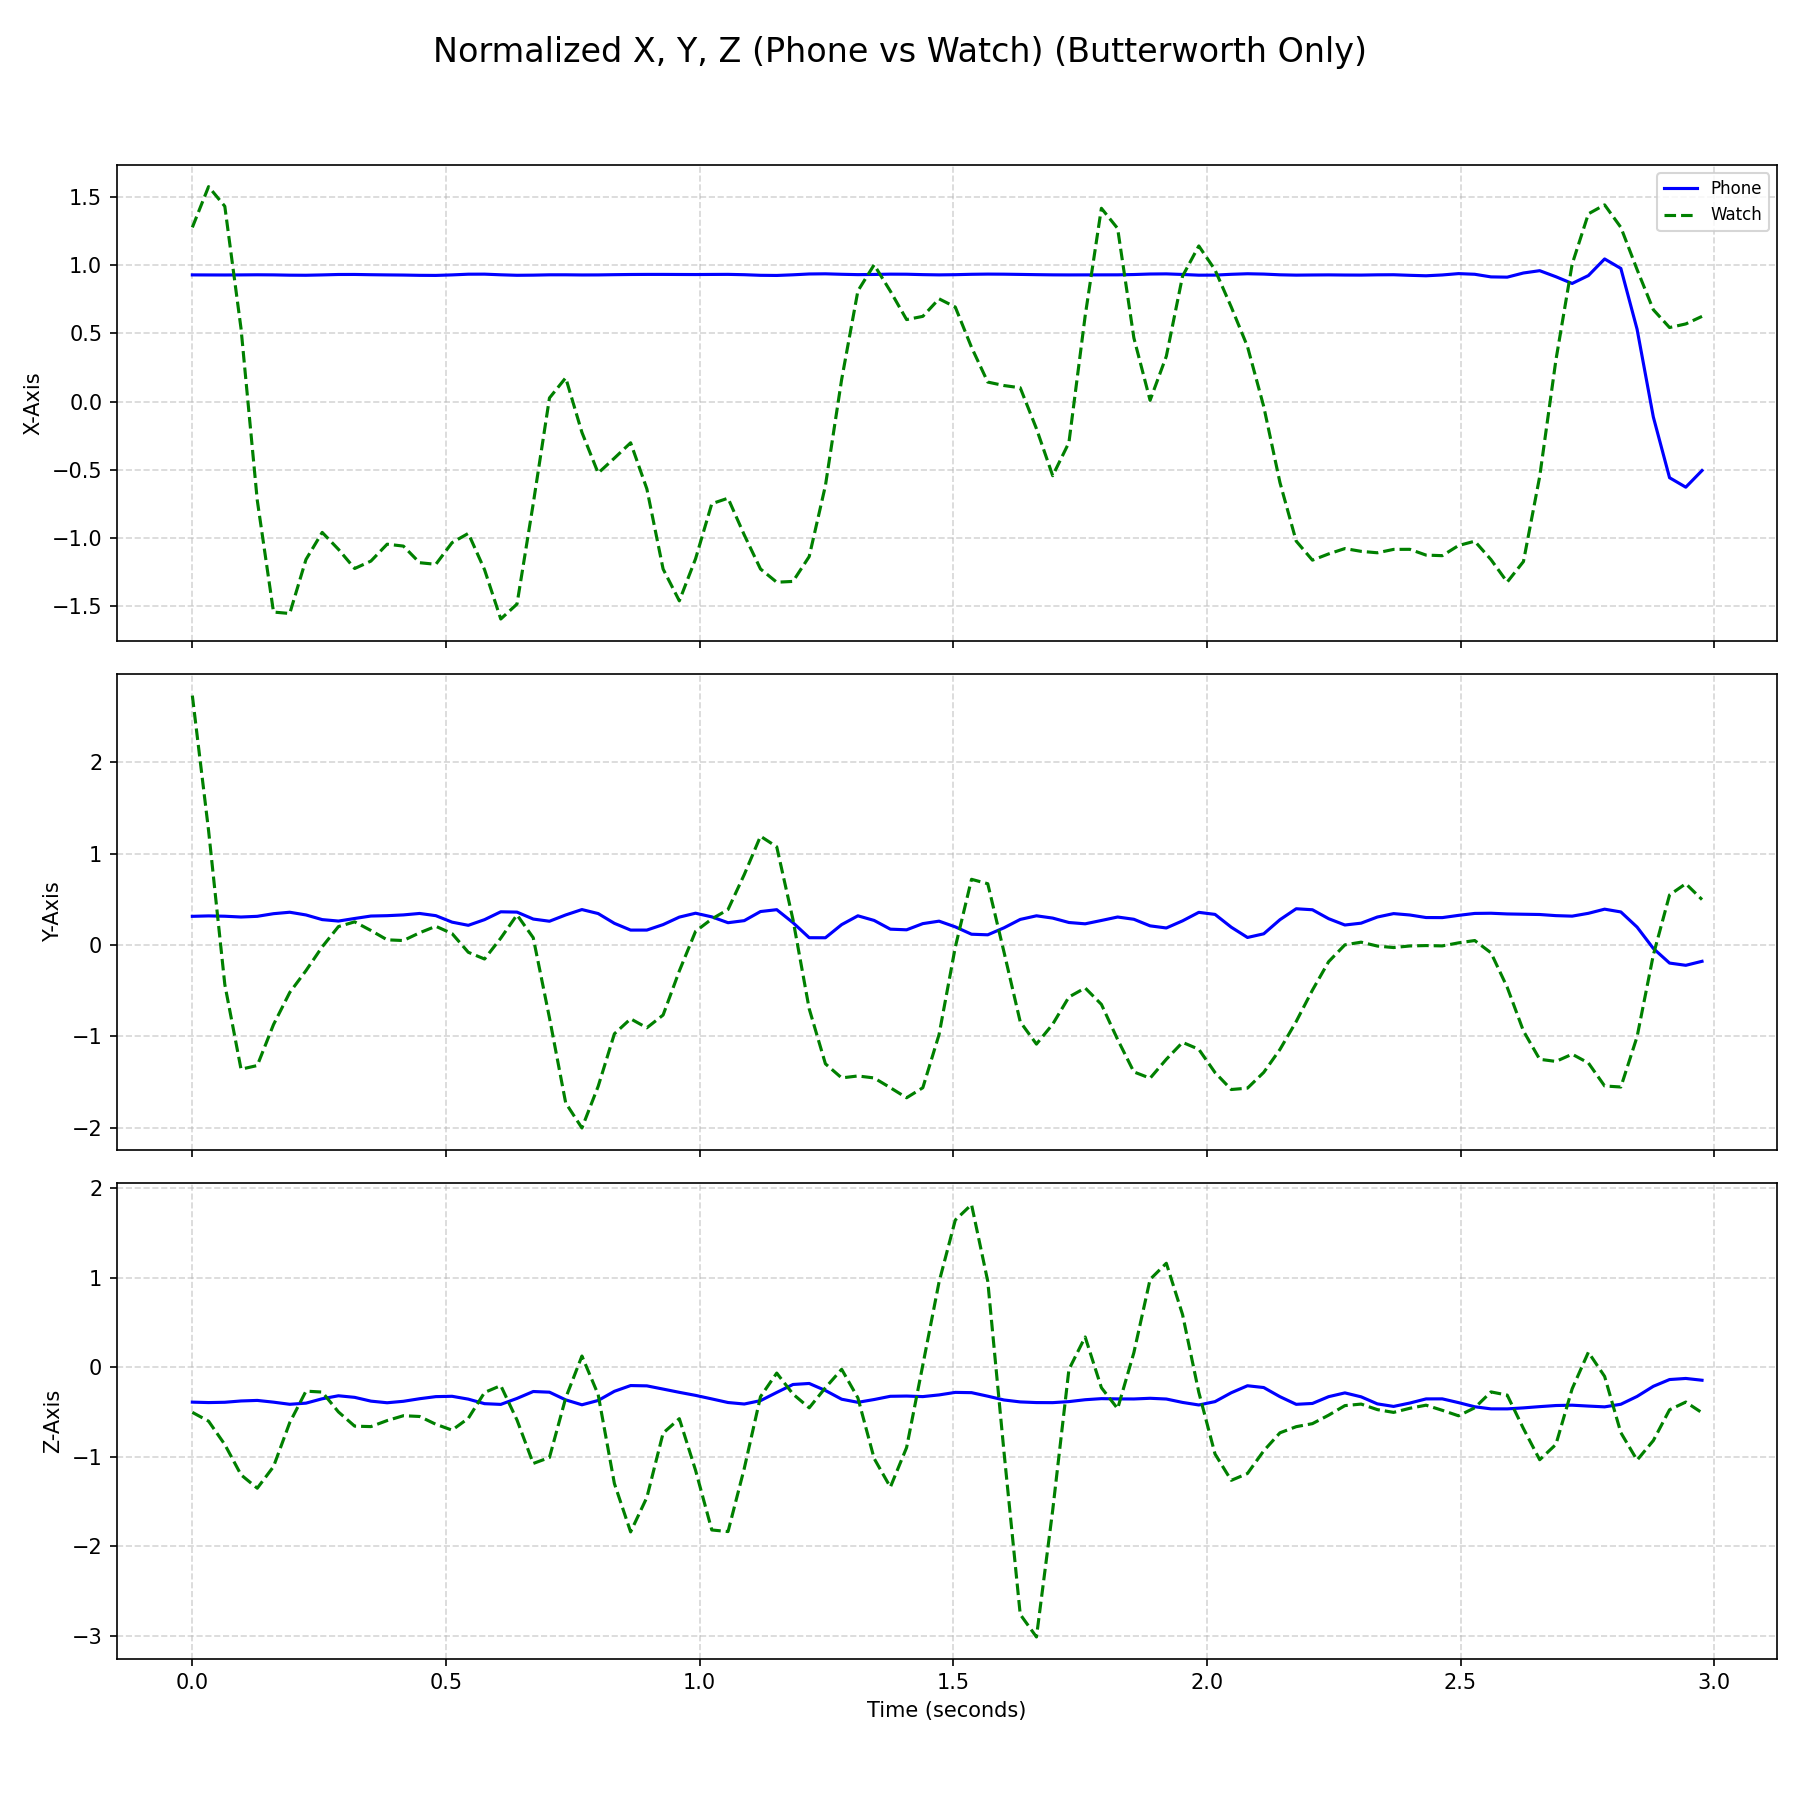 Normalized X, Y, Z (Phone vs Watch) (Butterworth Only)
Phone
Watch
1.5
1.0
0.5
0.0
−0.5
−1.0
−1.5
X-Axis
2
1
0
−1
−2
Y-Axis
2
1
0
−1
−2
−3
Z-Axis
0.0 0.5 1.0 1.5 2.0 2.5 3.0
Time (seconds)